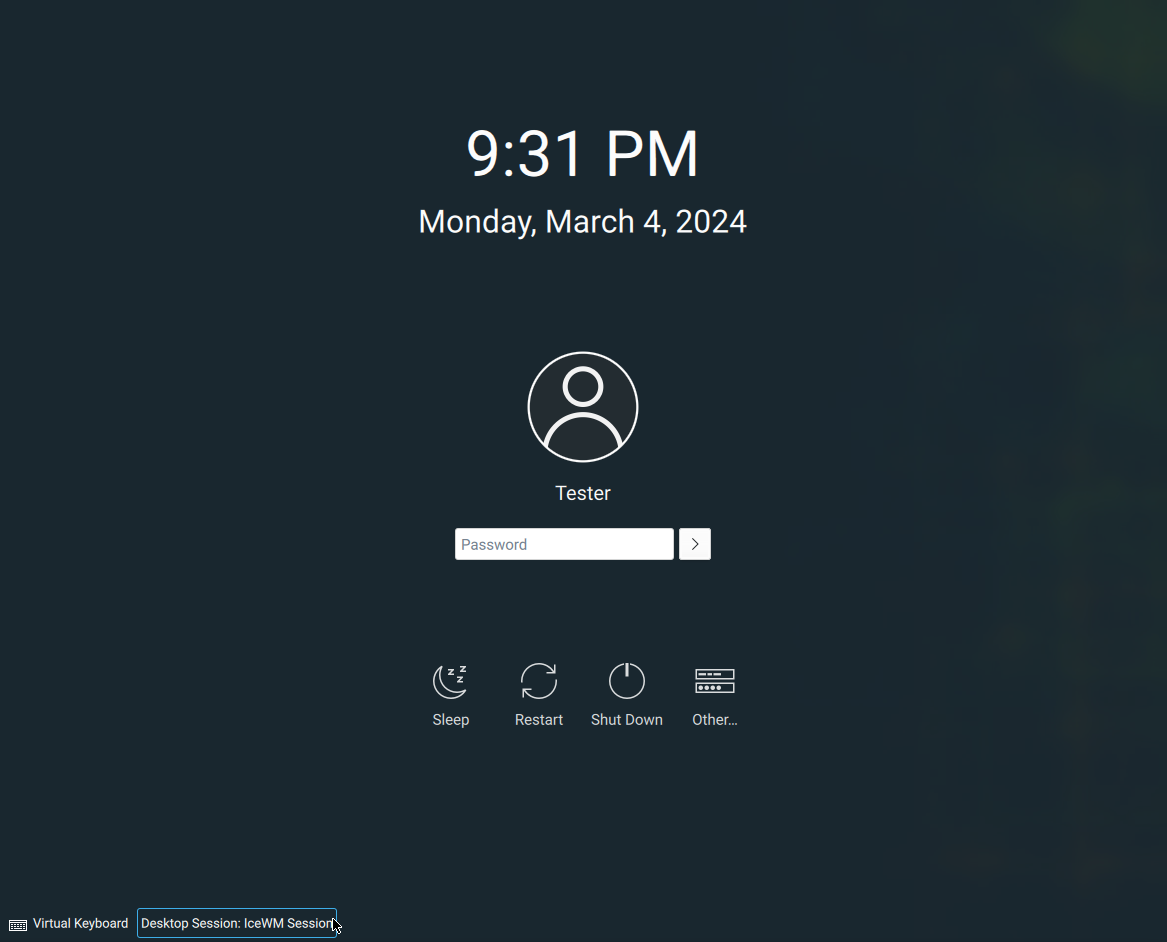 9:31 PM
Monday, March 4, 2024
Tester
Password
Sleep
Restart
Shut Down
Other...
Virtual Keyboard
Desktop Session: IceWM Session